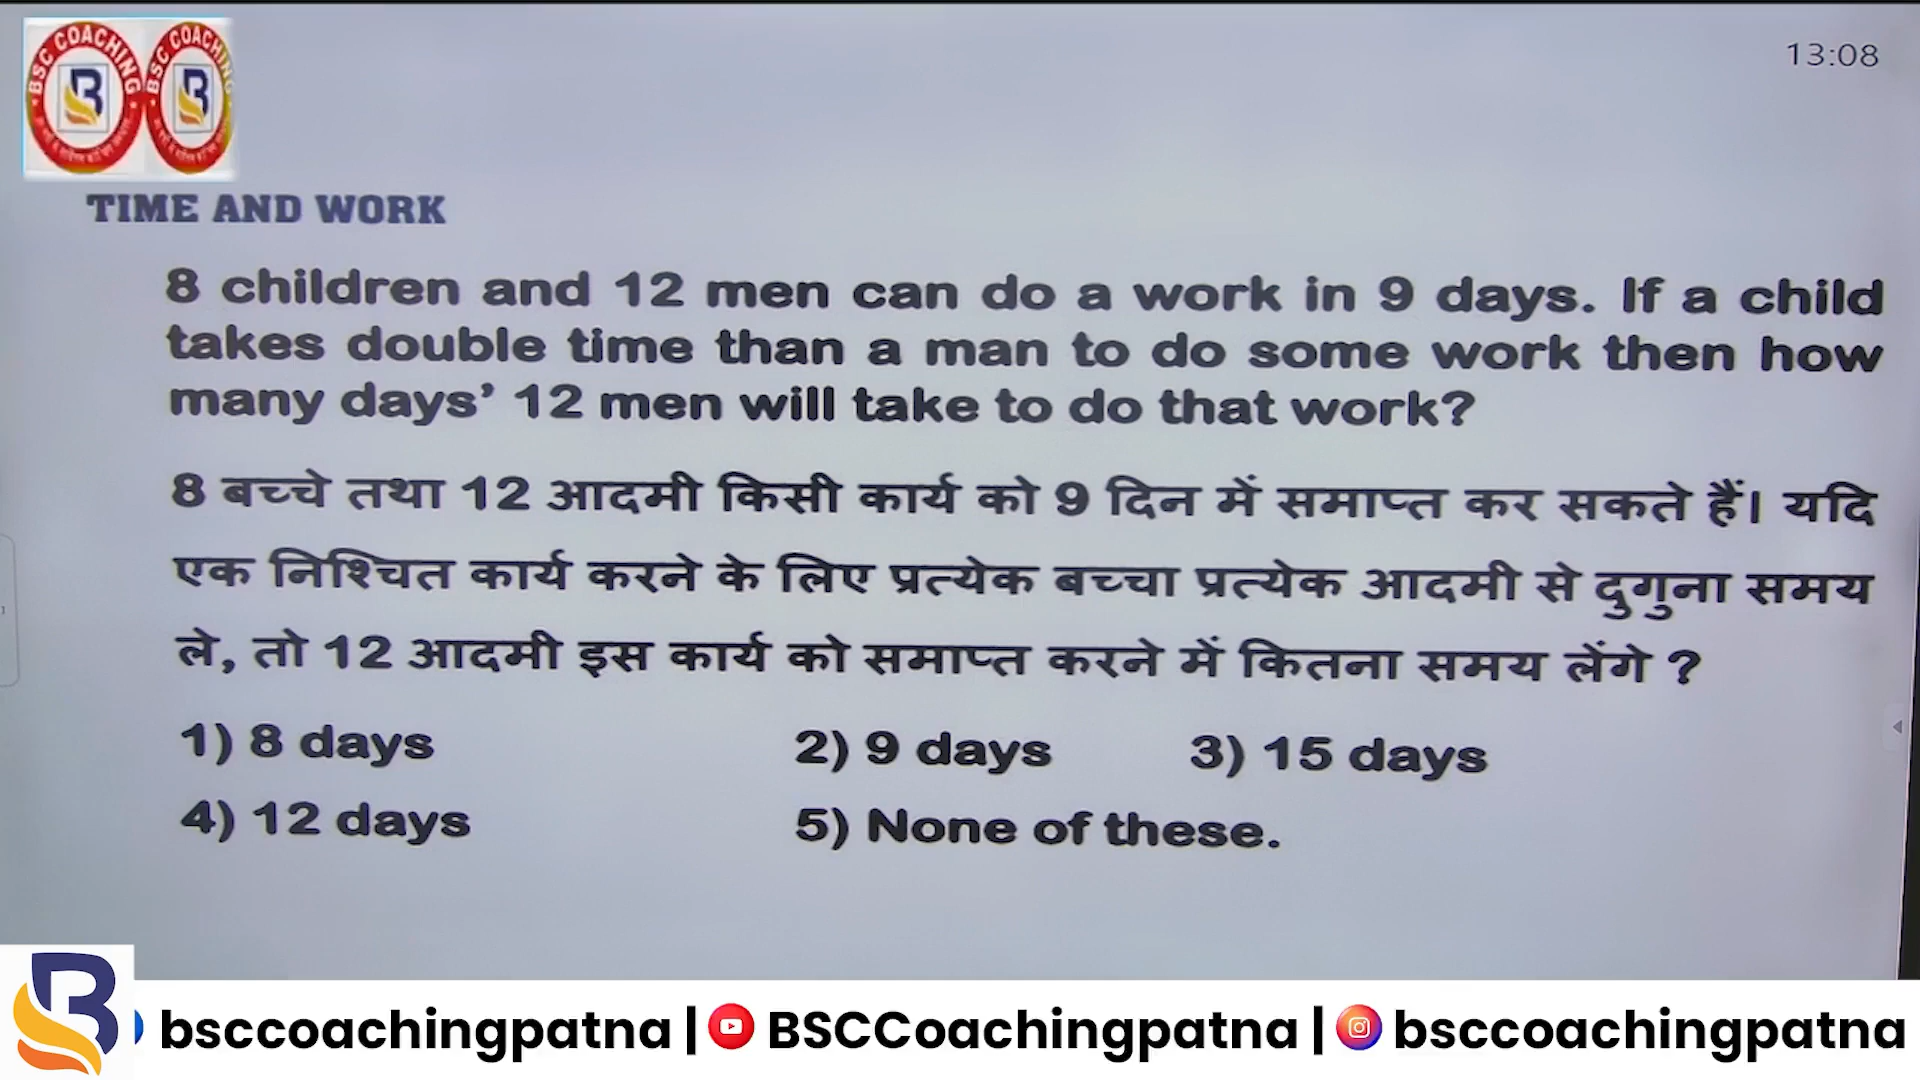 BSC COACHING BSC COACHING
13:08
TIME AND WORK
8 children and 12 men can do a work in 9 days. If a child
takes double time than a man to do some work then how
many days’ 12 men will take to do that work?
8 बच्चे तथा 12 आदमी किसी कार्य को 9 दिन में समाप्त कर सकते हैं। यदि
एक निश्चित कार्य करने के लिए प्रत्येक बच्चा प्रत्येक आदमी से दुगुना समय
ले, तो 12 आदमी इस कार्य को समाप्त करने में कितना समय लेंगे ?
1) 8 days 2) 9 days 3) 15 days
4) 12 days 5) None of these.
bsccoachingpatna | BSCCoachingpatna | bsccoachingpatna